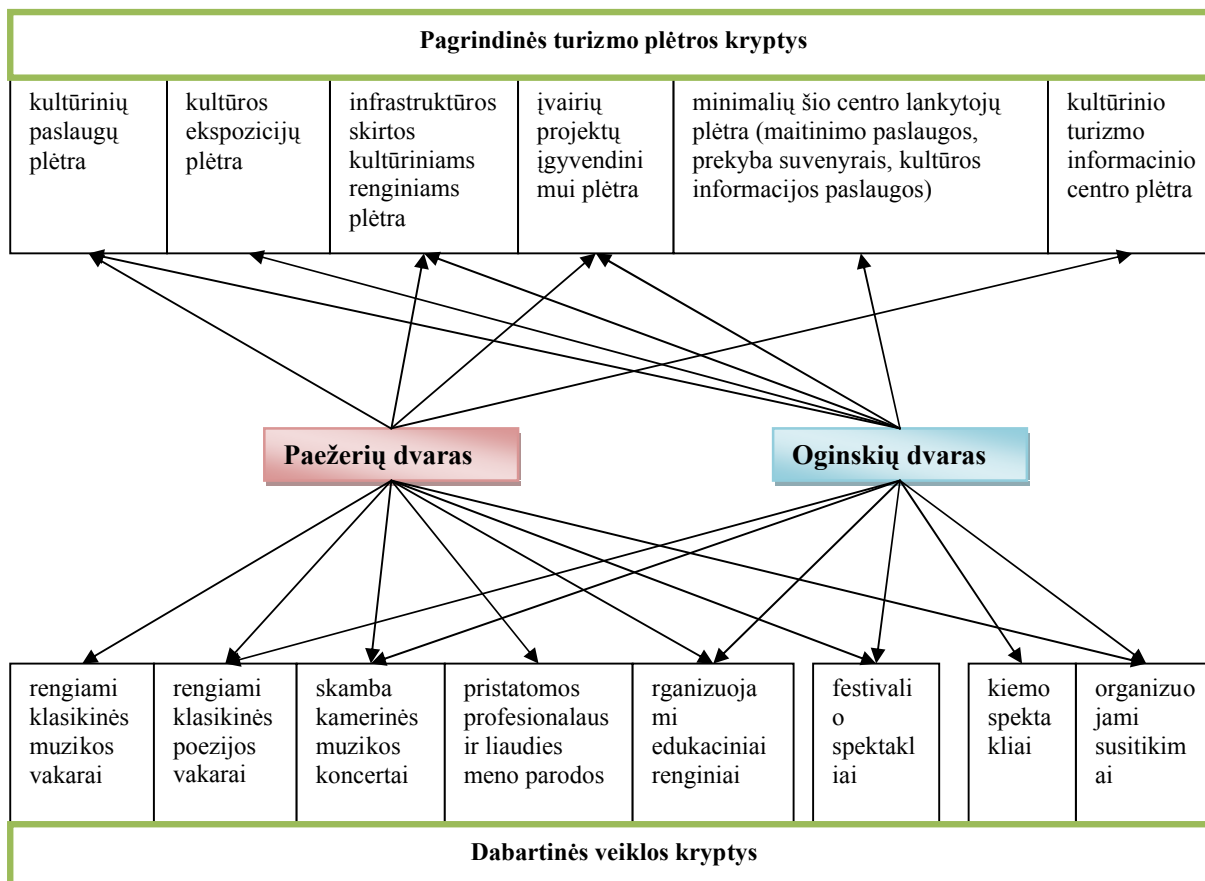 Pagrindinės turizmo plėtros kryptys
kultūrinių
paslaugų
plėtra
kultūros
ekspozicijų
plėtra
infrastruktūros
skirtos
kultūriniams
renginiams
plėtra
įvairių
projektų
įgyvendini
mui plėtra
minimalių šio centro lankytojų
plėtra (maitinimo paslaugos,
prekyba suvenyrais, kultūros
informacijos paslaugos)
kultūrinio
turizmo
informacinio
centro plėtra
Paežerių dvaras
Oginskių dvaras
rengiami
klasikinės
muzikos
vakarai
rengiami
klasikinės
poezijos
vakarai
skamba
kamerinės
muzikos
koncertai
pristatomos
profesionalaus
ir liaudies
meno parodos
rganizuoja
mi
edukaciniai
renginiai
festivali
o
spektakl
iai
kiemo
spekta
kliai
organizuo
jami
susitikim
ai
Dabartinės veiklos kryptys